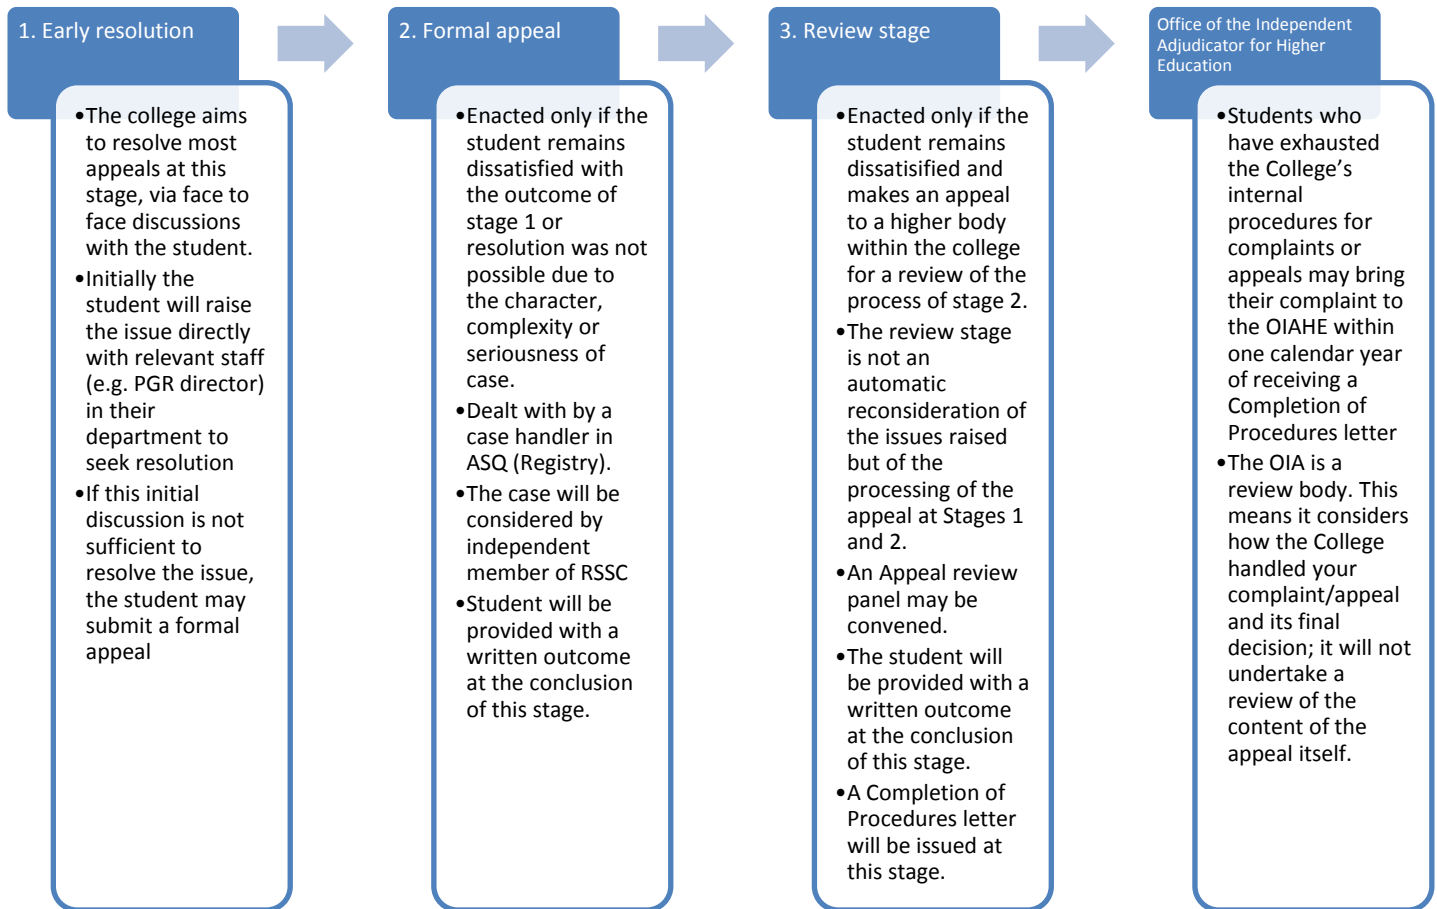 1. Early resolution
•The college aims
to resolve most
appeals at this
stage, via face to
face discussions
with the student.
•Initially the
student will raise
the issue directly
with relevant staff
(e.g. PGR director)
in their
department to
seek resolution
•If this initial
discussion is not
sufficient to
resolve the issue,
the student may
submit a formal
appeal
2. Formal appeal
•Enacted only if the
student remains
dissatisfied with
the outcome of
stage 1 or
resolution was not
possible due to
the character,
complexity or
seriousness of
case.
•Dealt with by a
case handler in
ASQ (Registry).
•The case will be
considered by
independent
member of RSSC
•Student will be
provided with a
written outcome
at the conclusion
of this stage.
3. Review stage
•Enacted only if the
student remains
dissatisified and
makes an appeal
to a higher body
within the college
for a review of the
process of stage 2.
•The review stage
is not an
automatic
reconsideration of
the issues raised
but of the
processing of the
appeal at Stages 1
and 2.
•An Appeal review
panel may be
convened.
•The student will
be provided with a
written outcome
at the conclusion
of this stage.
•A Completion of
Procedures letter
will be issued at
this stage.
Office of the Independent
Adjudicator for Higher
Education
•Students who
have exhausted
the College’s
internal
procedures for
complaints or
appeals may bring
their complaint to
the OIAHE within
one calendar year
of receiving a
Completion of
Procedures letter
•The OIA is a
review body. This
means it considers
how the College
handled your
complaint/appeal
and its final
decision; it will not
undertake a
review of the
content of the
appeal itself.